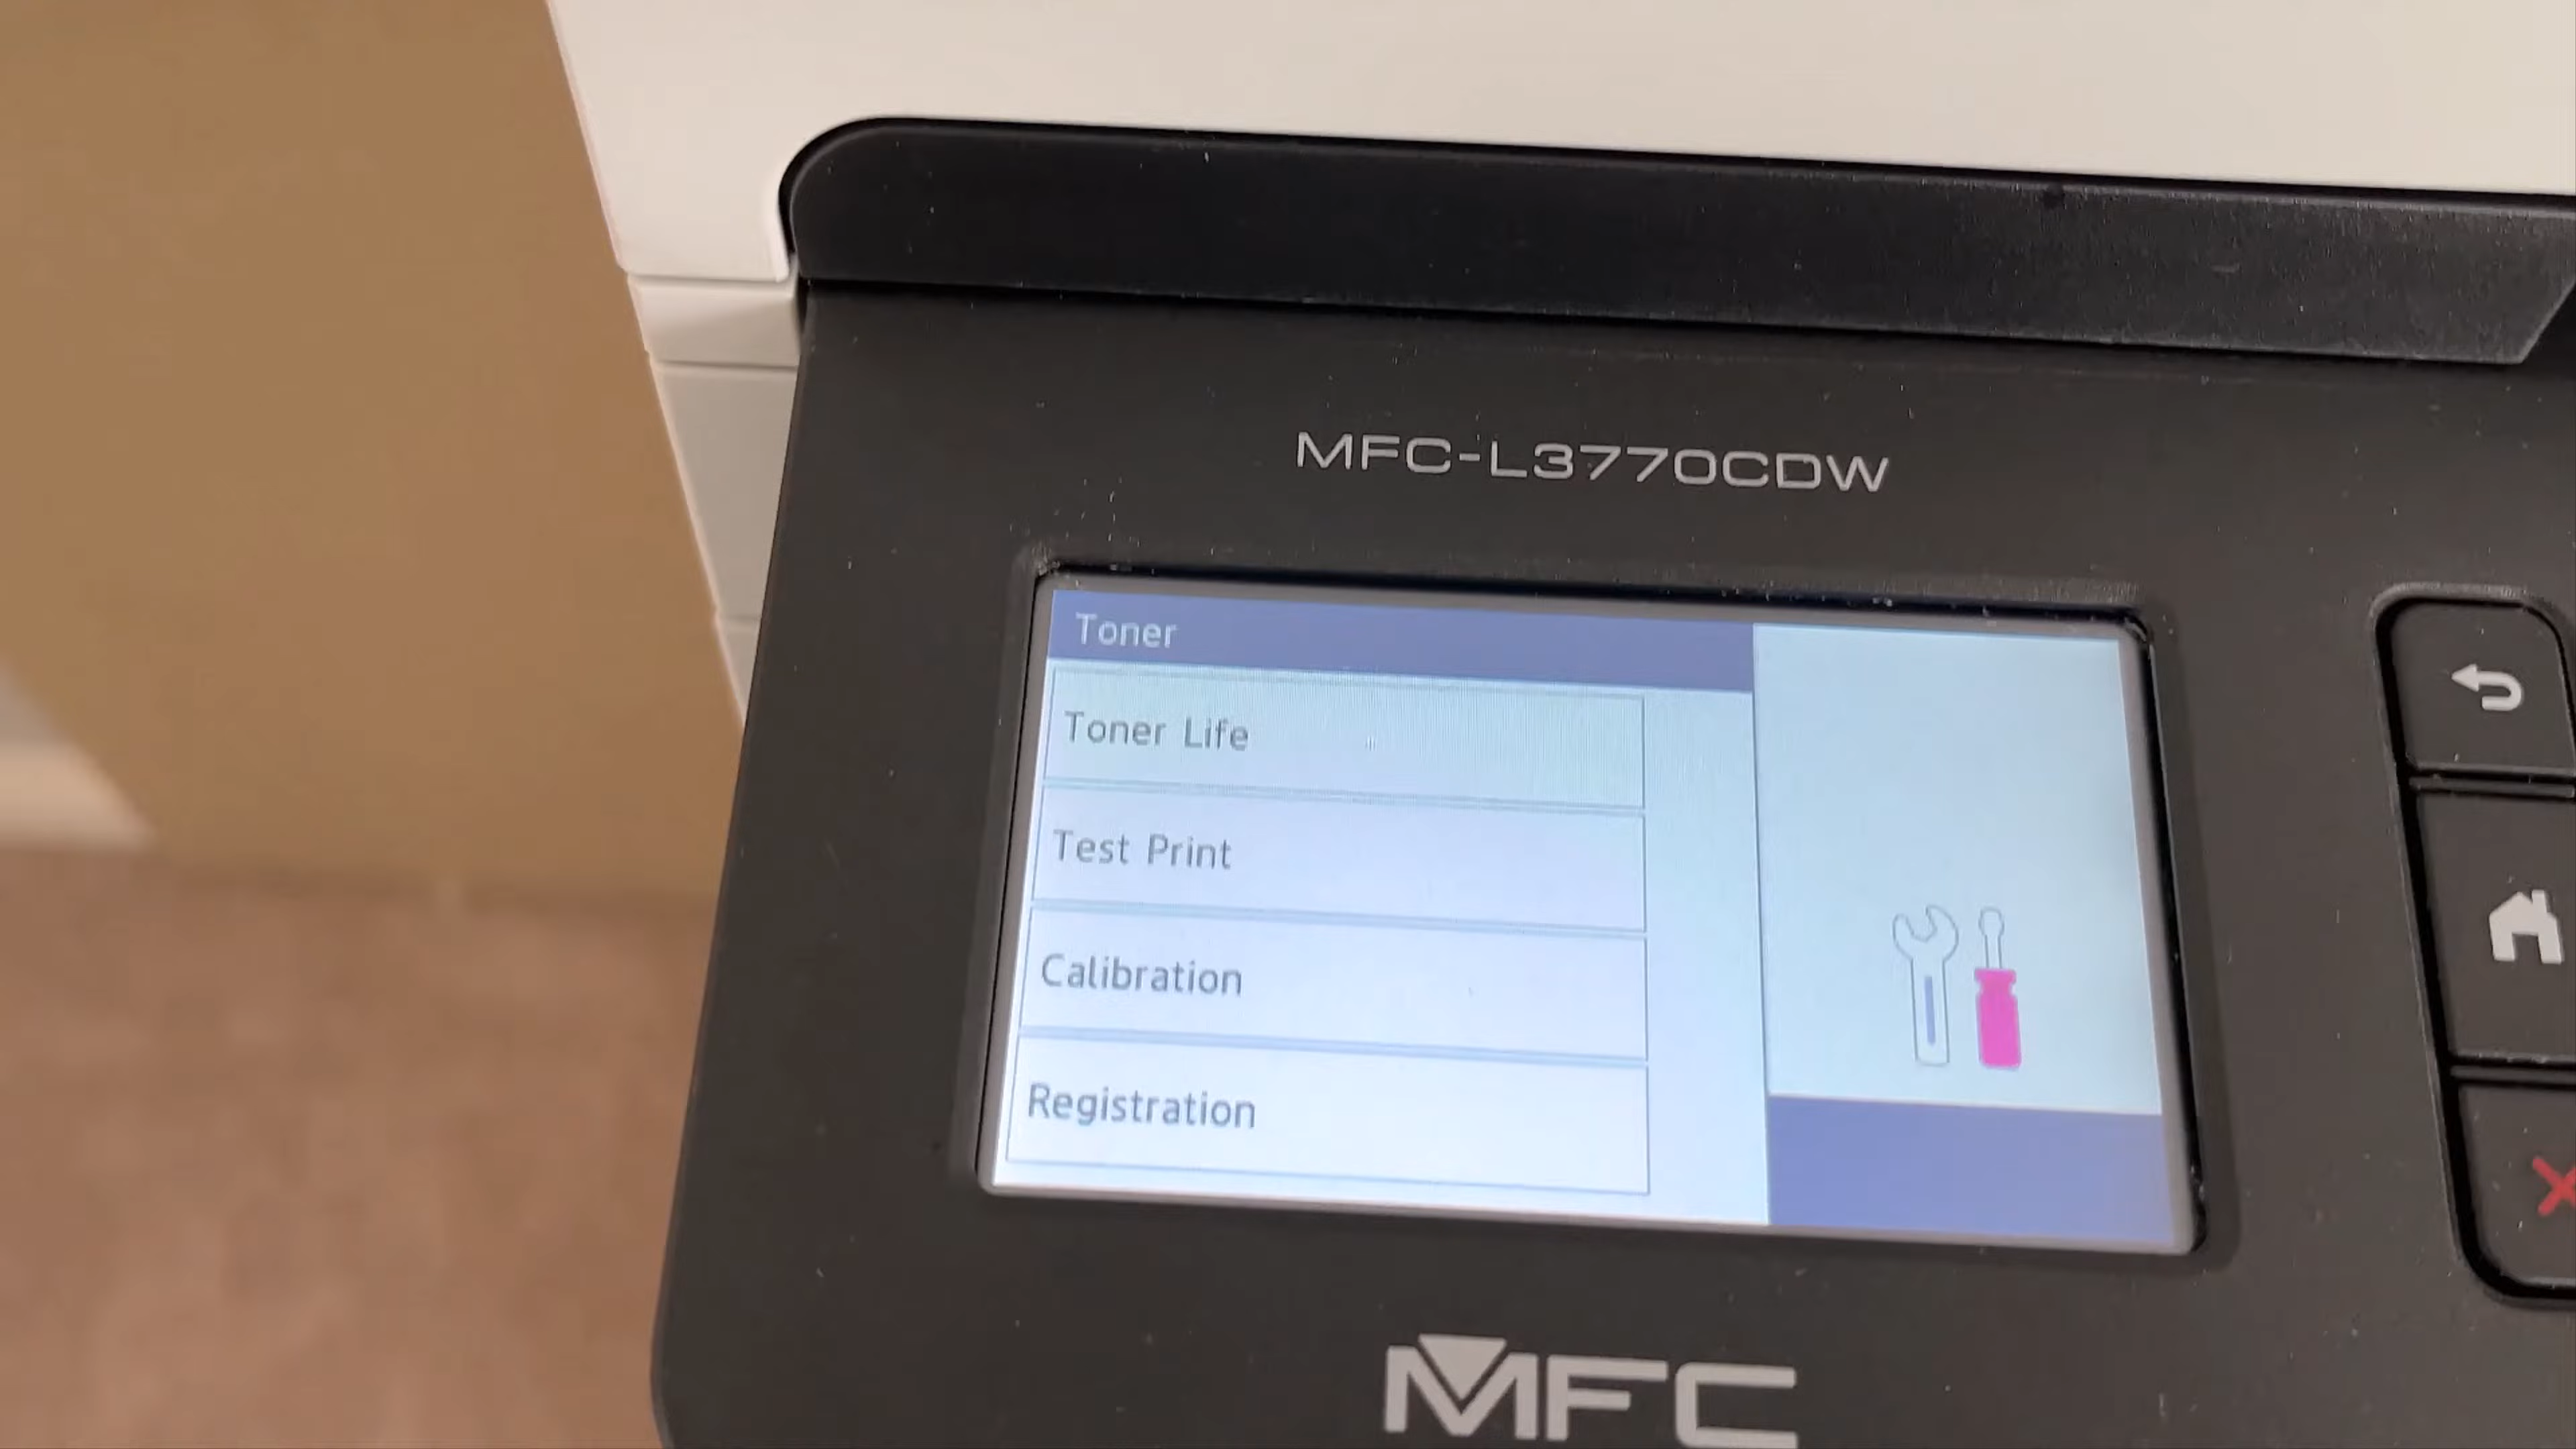 MFC-L3770CDW
Toner
Toner Life
Test Print
Calibration
Registration
MFC